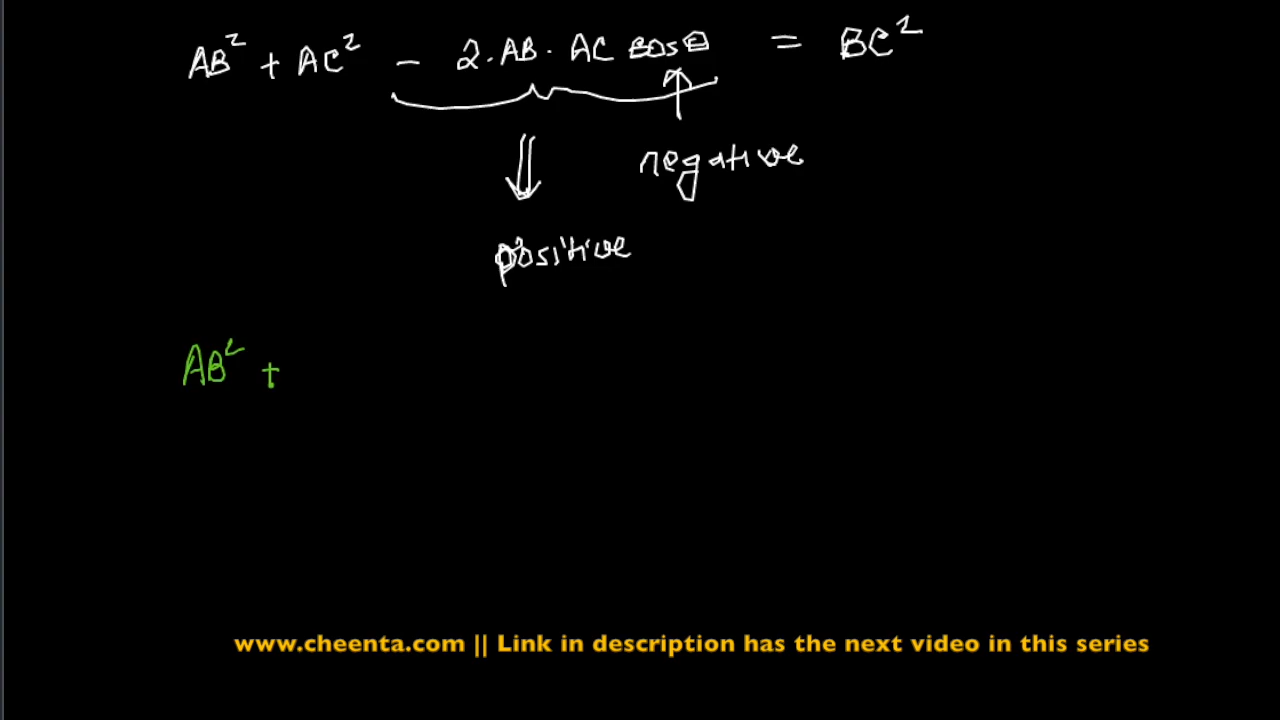 AB² + AC² - 2·AB·AC cosθ = BC²
negative
positive
AB² +
www.cheenta.com || Link in description has the next video in this series